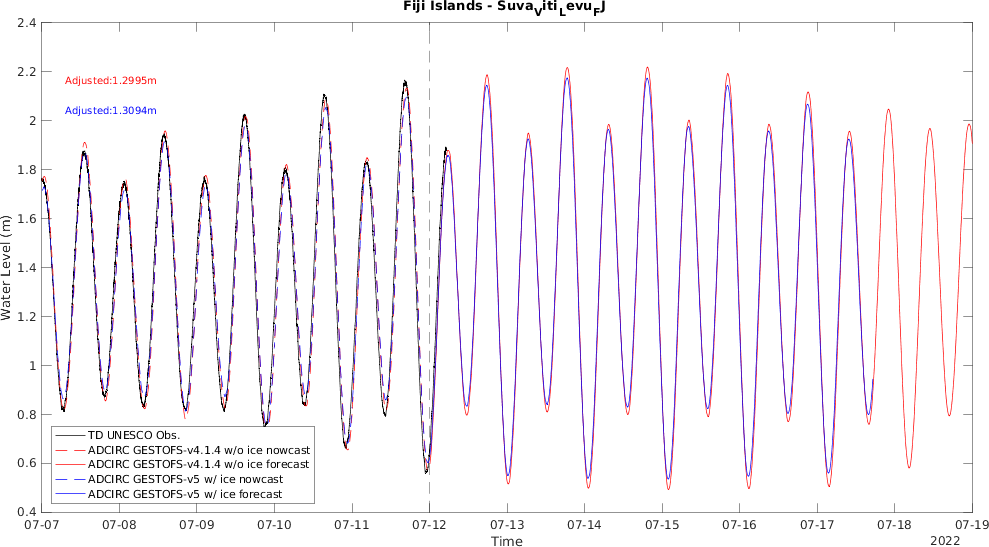 Fiji Islands - SuvaVitiLevuFJ
2.4
2.2
2
1.8
1.6
1.4
1.2
1
0.8
0.6
0.4
Water Level (m)
Adjusted:1.2995m
Adjusted:1.3094m
TD UNESCO Obs.
ADCIRC GESTOFS-v4.1.4 w/o ice nowcast
ADCIRC GESTOFS-v4.1.4 w/o ice forecast
ADCIRC GESTOFS-v5 w/ ice nowcast
ADCIRC GESTOFS-v5 w/ ice forecast
07-07 07-08 07-09 07-10 07-11 07-12 07-13 07-14 07-15 07-16 07-17 07-18 07-19
Time
2022